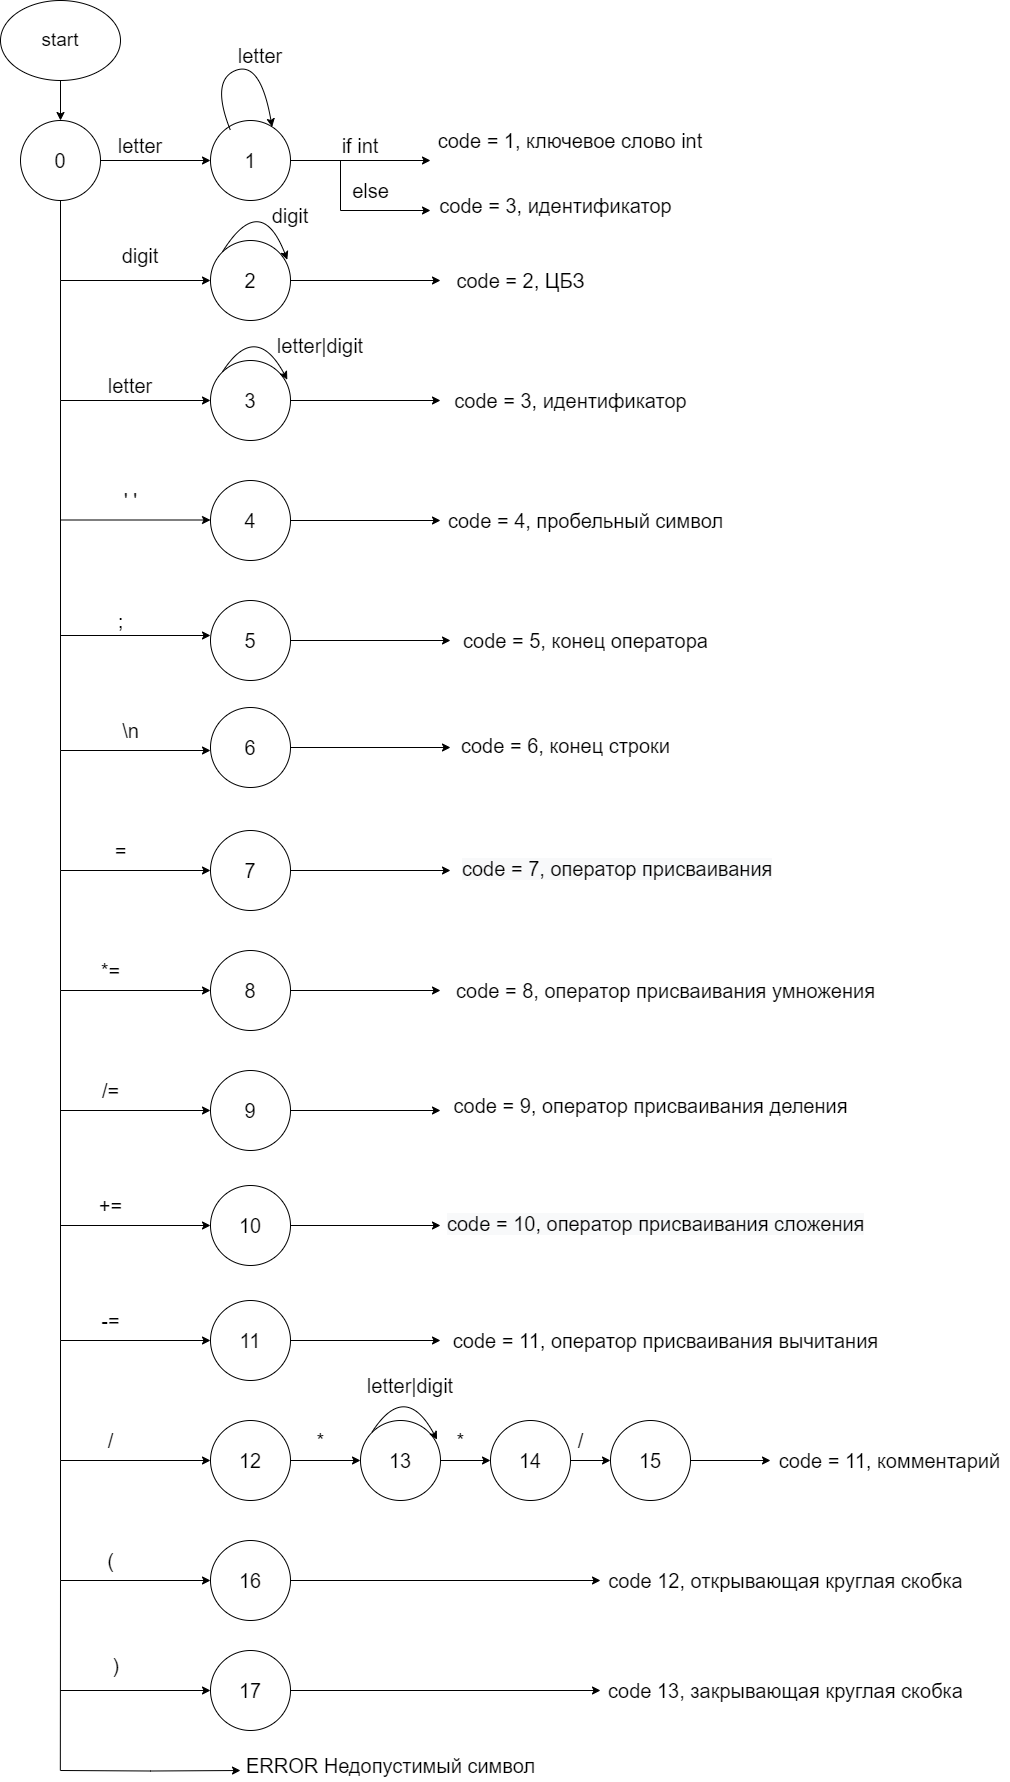 start
letter
0
letter
1
if int
code = 1, ключевое слово int
else
code = 3, идентификатор
digit
digit
2
code = 2, ЦБЗ
letter|digit
letter
3
code = 3, идентификатор
' '
4
code = 4, пробельный символ
;
5
code = 5, конец оператора
\n
6
code = 6, конец строки
=
7
code = 7, оператор присваивания
*=
8
code = 8, оператор присваивания умножения
/=
9
code = 9, оператор присваивания деления
+=
10
code = 10, оператор присваивания сложения
-=
11
code = 11, оператор присваивания вычитания
letter|digit
/
12
*
13
*
14
/
15
code = 11, комментарий
(
16
code 12, открывающая круглая скобка
)
17
code 13, закрывающая круглая скобка
ERROR Недопустимый символ